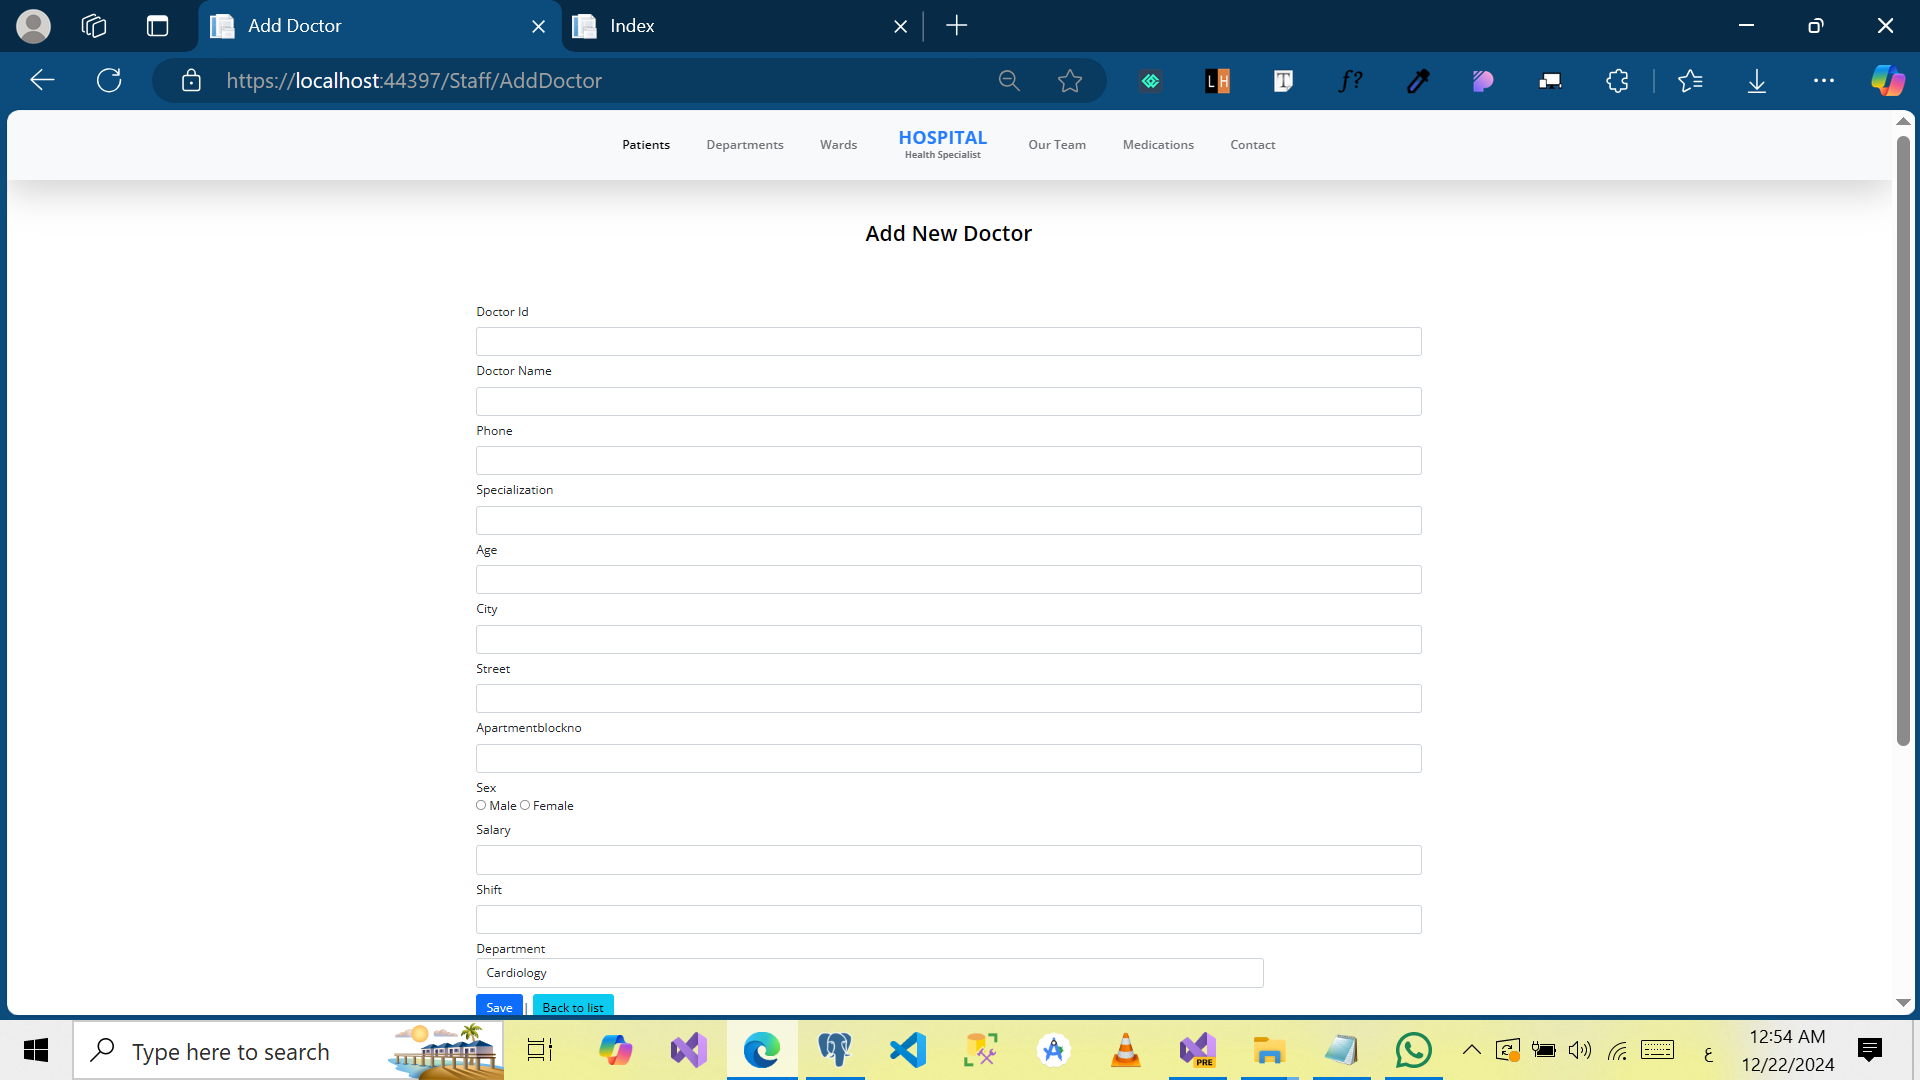 Add Doctor
Index
https://localhost:44397/Staff/AddDoctor
LH
T
f?
Patients
Departments
Wards
HOSPITAL
Health Specialist
Our Team
Medications
Contact
Add New Doctor
Doctor Id
Doctor Name
Phone
Specialization
Age
City
Street
Apartmentblockno
Sex
Male Female
Salary
Shift
Department
Cardiology
Save | Back to list
Type here to search
PRE
ع
12:54 AM
12/22/2024